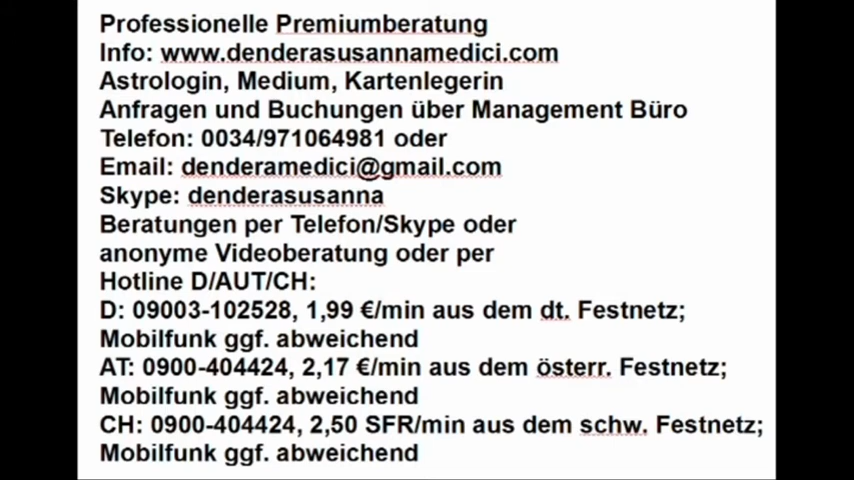 Professionelle Premiumberatung
Info: www.denderasusannamedici.com
Astrologin, Medium, Kartenlegerin
Anfragen und Buchungen über Management Büro
Telefon: 0034/971064981 oder
Email: denderamedici@gmail.com
Skype: denderasusanna
Beratungen per Telefon/Skype oder
anonyme Videoberatung oder per
Hotline D/AUT/CH:
D: 09003-102528, 1,99 €/min aus dem dt. Festnetz;
Mobilfunk ggf. abweichend
AT: 0900-404424, 2,17 €/min aus dem österr. Festnetz;
Mobilfunk ggf. abweichend
CH: 0900-404424, 2,50 SFR/min aus dem schw. Festnetz;
Mobilfunk ggf. abweichend